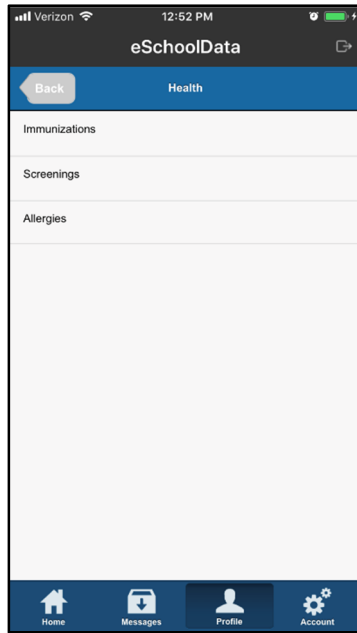 Verizon 12:52 PM
eSchoolData
Back Health
Immunizations
Screenings
Allergies
Home Messages Profile Account